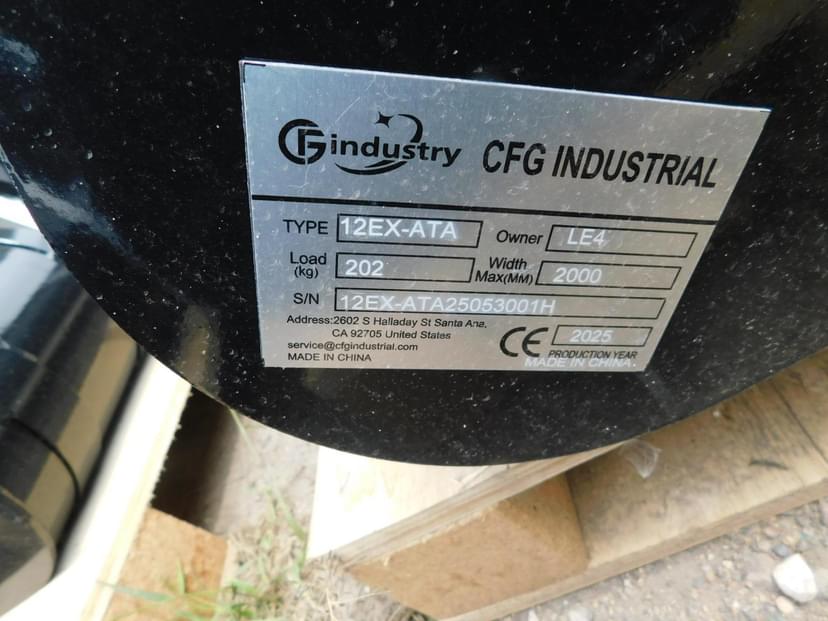 CFG industry CFG INDUSTRIAL
TYPE 12EX-ATA Owner LE4
Load (kg) 202 Width Max(MM) 2000
S/N 12EX-ATA25053001H
Address:2602 S Halladay St Santa Ana,
CA 92705 United States
service@cfgindustrial.com
MADE IN CHINA
CE 2025
PRODUCTION YEAR
MADE IN CHINA